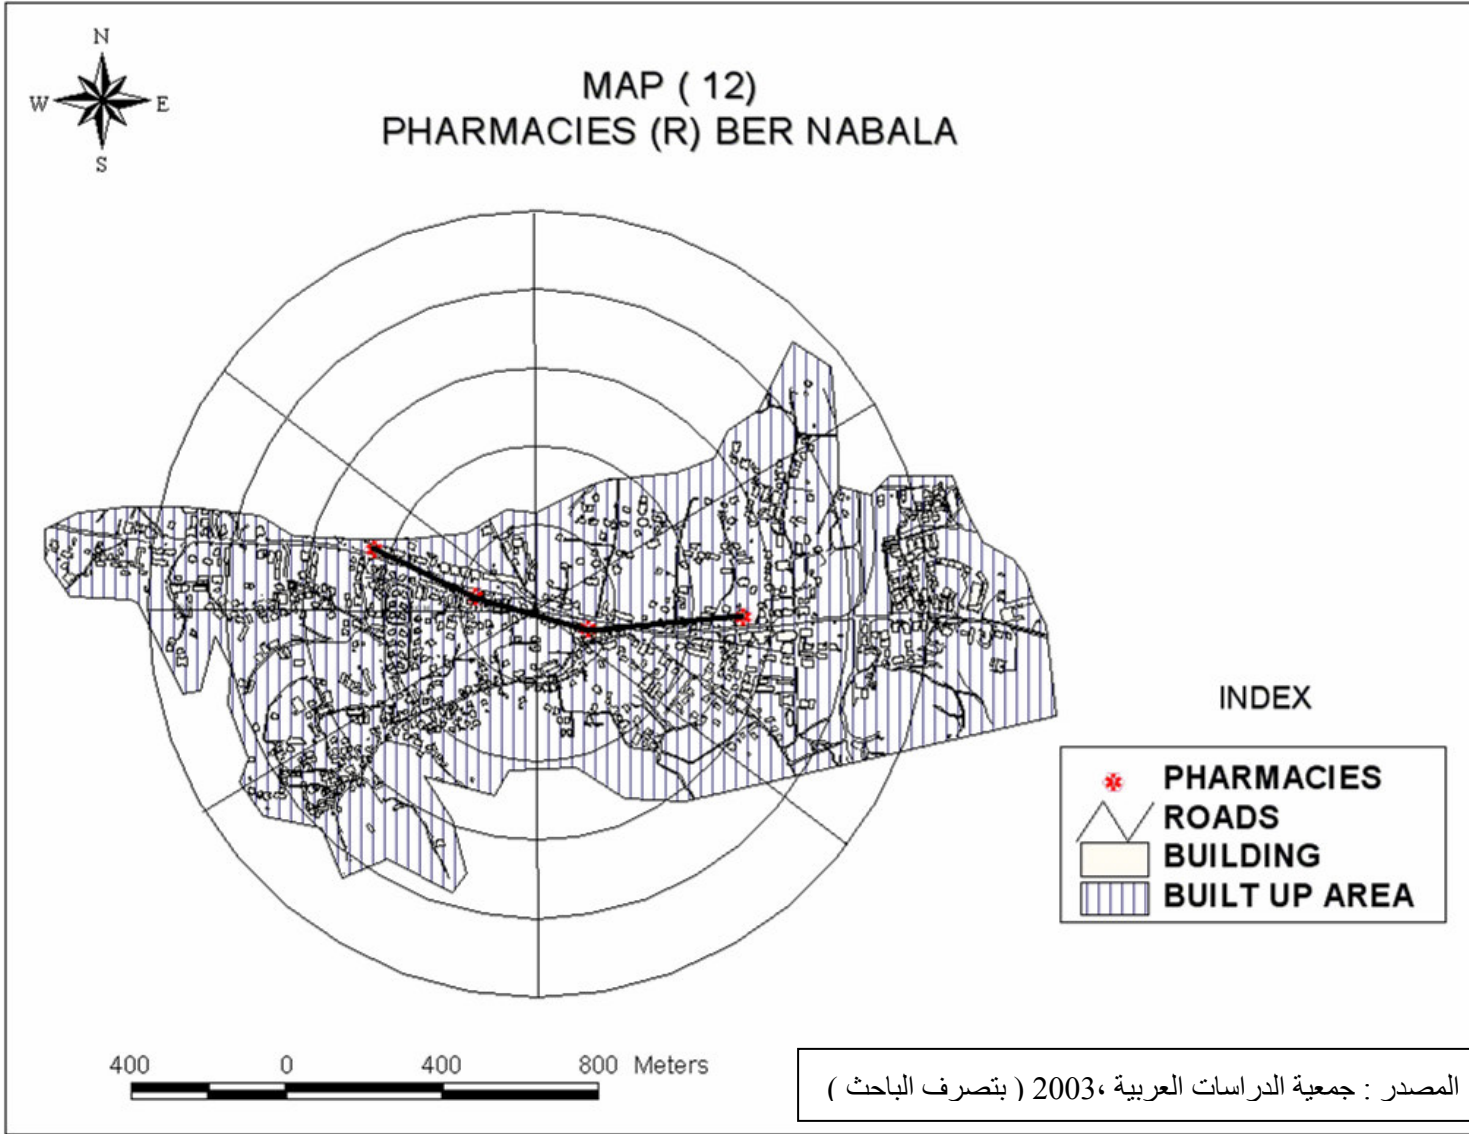 N
W E
S
MAP ( 12)
PHARMACIES (R) BER NABALA
INDEX
PHARMACIES
ROADS
BUILDING
BUILT UP AREA
400 0 400 800 Meters
المصدر : جمعية الدراسات العربية ،2003 ( بتصرف الباحث )